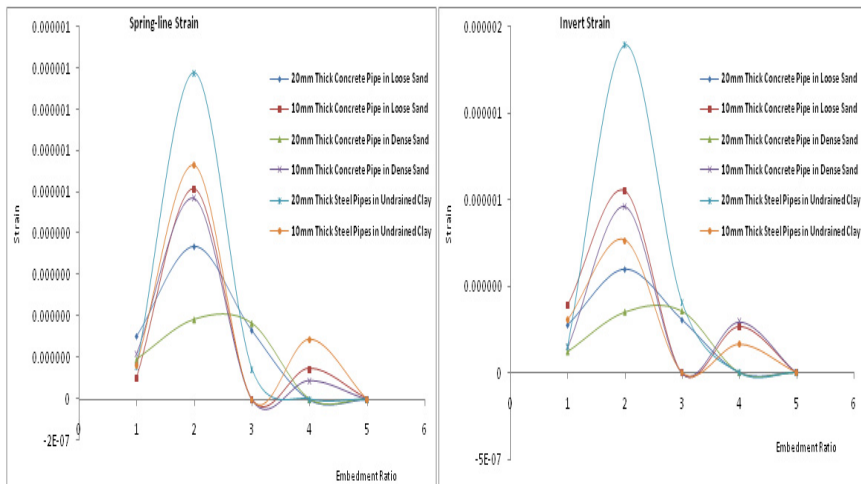 Spring-line Strain
0.000001
0.000001
0.000001
0.000001
0.000001
0.000000
0.000000
0.000000
0.000000
0
-2E-07
Strain
20mm Thick Concrete Pipe in Loose Sand
10mm Thick Concrete Pipe in Loose Sand
20mm Thick Concrete Pipe in Dense Sand
10mm Thick Concrete Pipe in Dense Sand
20mm Thick Steel Pipes in Undrained Clay
10mm Thick Steel Pipes in Undrained Clay
0 1 2 3 4 5 6
Embedment Ratio
Invert Strain
0.000002
0.000001
0.000001
0.000000
0
-5E-07
Strain
20mm Thick Concrete Pipe in Loose Sand
10mm Thick Concrete Pipe in Loose Sand
20mm Thick Concrete Pipe in Dense Sand
10mm Thick Concrete Pipe in Dense Sand
20mm Thick Steel Pipes in Undrained Clay
10mm Thick Steel Pipes in Undrained Clay
0 1 2 3 4 5 6
Embedment Ratio